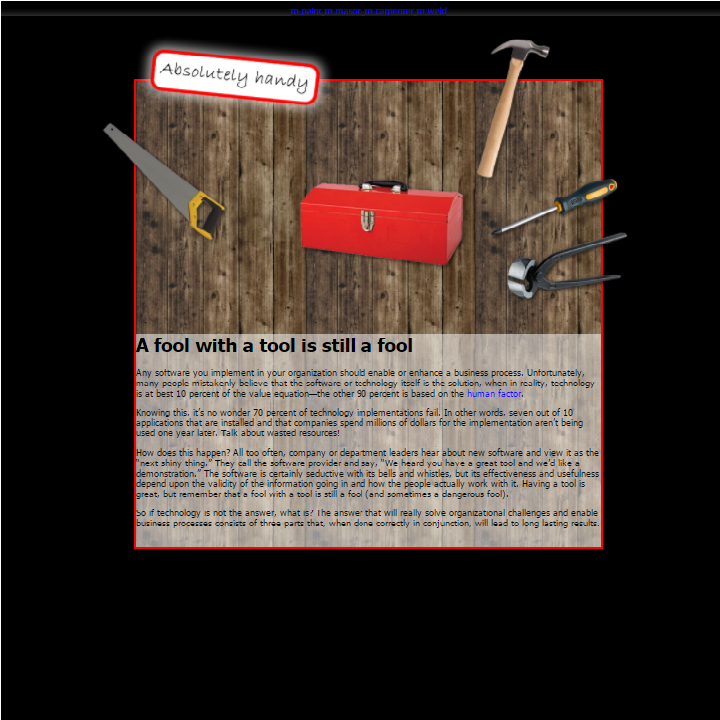 to paint to mason to carpenter to weld
Absolutely handy
A fool with a tool is still a fool
Any software you implement in your organization should enable or enhance a business process. Unfortunately,
many people mistakenly believe that the software or technology itself is the solution, when in reality, technology
is at best 10 percent of the value equation—the other 90 percent is based on the human factor.
Knowing this, it's no wonder 70 percent of technology implementations fail. In other words, seven out of 10
applications that are installed and that companies spend millions of dollars for the implementation aren't being
used one year later. Talk about wasted resources!
How does this happen? All too often, company or department leaders hear about new software and view it as the
"next shiny thing." They call the software provider and say, "We heard you have a great tool and we'd like a
demonstration." The software is certainly seductive with its bells and whistles, but its effectiveness and usefulness
depend upon the validity of the information going in and how the people actually work with it. Having a tool is
great, but remember that a fool with a tool is still a fool (and sometimes a dangerous fool).
So if technology is not the answer, what is? The answer that will really solve organizational challenges and enable
business processes consists of three parts that, when done correctly in conjunction, will lead to long lasting results.